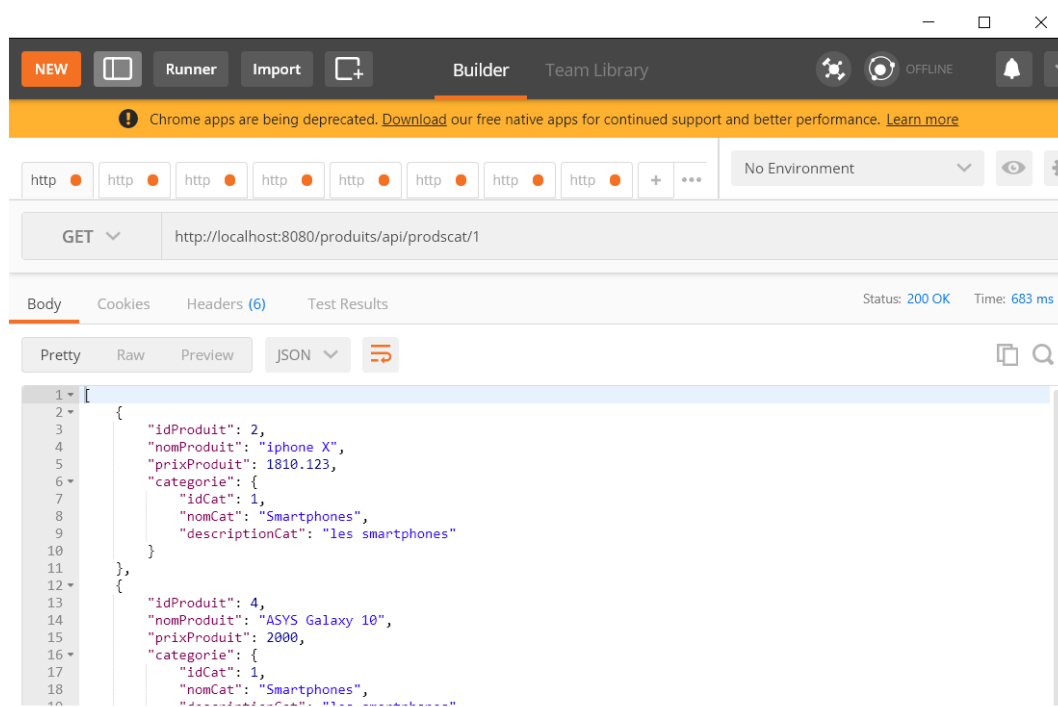 NEW Runner Import Builder Team Library OFFLINE
Chrome apps are being deprecated. Download our free native apps for continued support and better performance. Learn more
http http http http http http http http + ••• No Environment
GET http://localhost:8080/produits/api/prodscat/1
Body Cookies Headers (6) Test Results Status: 200 OK Time: 683 ms
Pretty Raw Preview JSON
1 [
2 {
3 "idProduit": 2,
4 "nomProduit": "iphone X",
5 "prixProduit": 1810.123,
6 "categorie": {
7 "idCat": 1,
8 "nomCat": "Smartphones",
9 "descriptionCat": "les smartphones"
10 }
11 },
12 {
13 "idProduit": 4,
14 "nomProduit": "ASYS Galaxy 10",
15 "prixProduit": 2000,
16 "categorie": {
17 "idCat": 1,
18 "nomCat": "Smartphones",
19 "descriptionCat": "les smartphones"